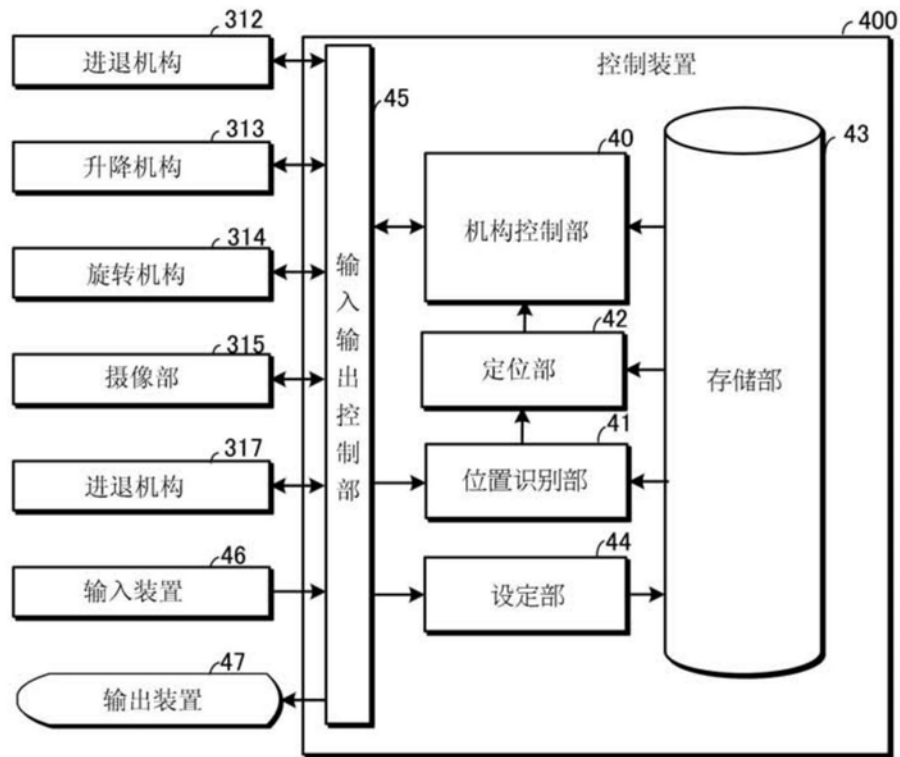 312
400
进退机构
控制装置
45
313
40
43
升降机构
机构控制部
314
旋转机构
输入输出控制部
42
315
定位部
存储部
摄像部
41
317
位置识别部
进退机构
44
46
设定部
输入装置
47
输出装置